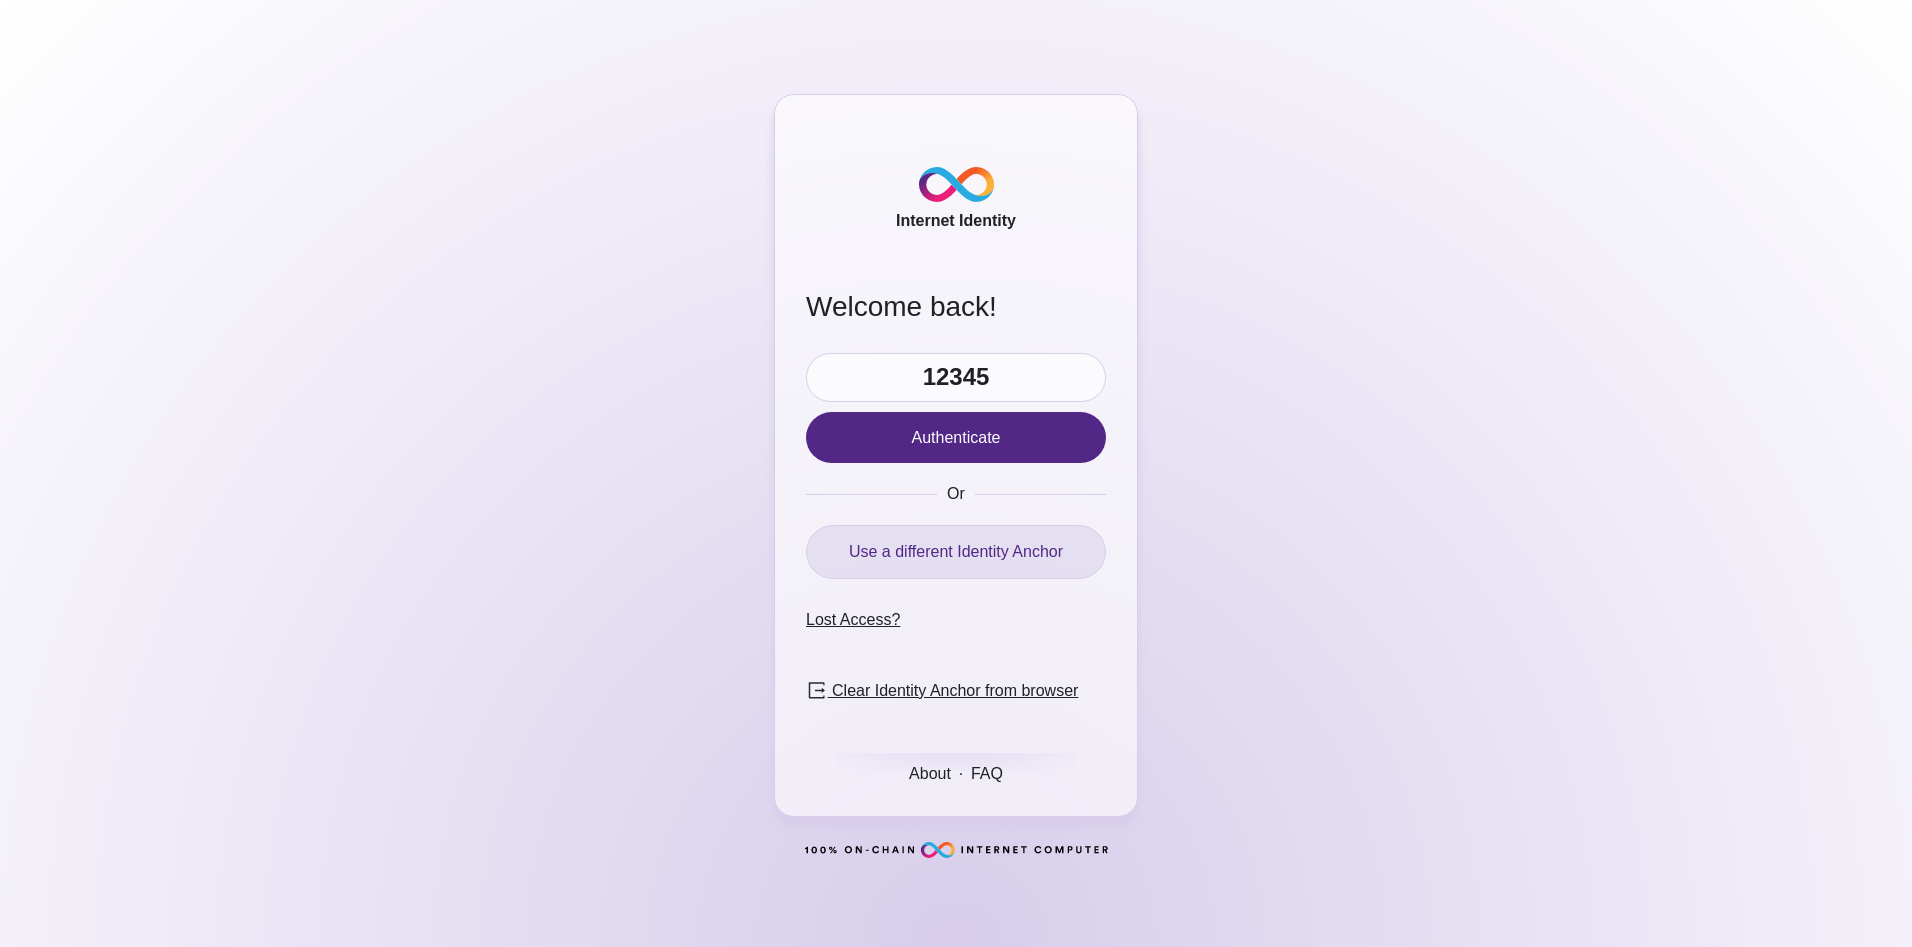 Internet Identity
Welcome back!
12345
Authenticate
Or
Use a different Identity Anchor
Lost Access?
Clear Identity Anchor from browser
About · FAQ
100% ON-CHAIN INTERNET COMPUTER